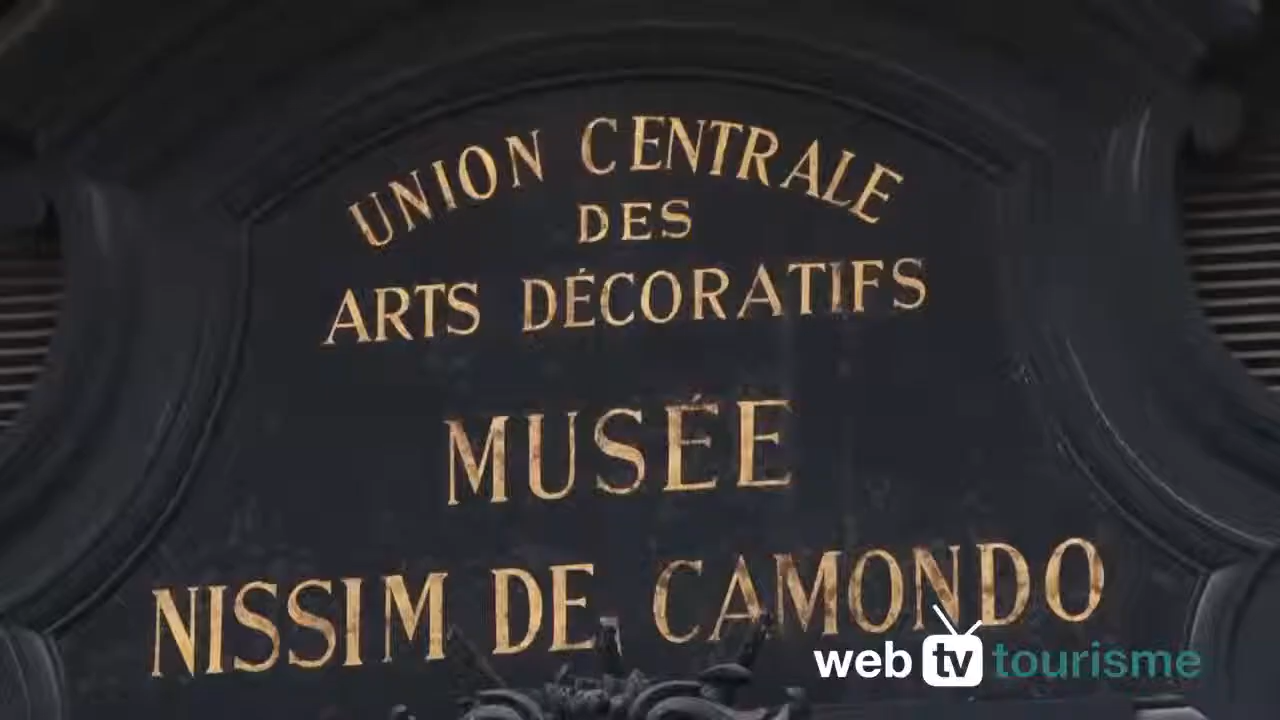 UNION CENTRALE
DES
ARTS DÉCORATIFS
MUSÉE
NISSIM DE CAMONDO
web tv tourisme